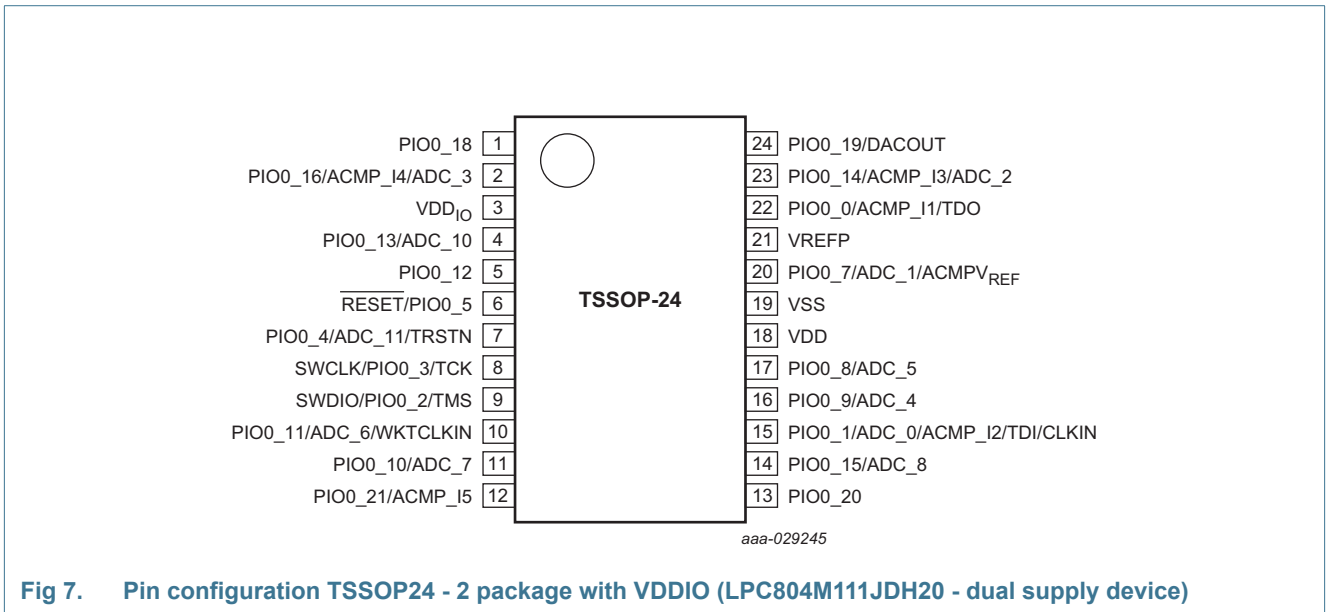 PIO0_18 1
PIO0_16/ACMP_I4/ADC_3 2
VDDIO 3
PIO0_13/ADC_10 4
PIO0_12 5
RESET/PIO0_5 6
PIO0_4/ADC_11/TRSTN 7
SWCLK/PIO0_3/TCK 8
SWDIO/PIO0_2/TMS 9
PIO0_11/ADC_6/WKTCLKIN 10
PIO0_10/ADC_7 11
PIO0_21/ACMP_I5 12
TSSOP-24
24 PIO0_19/DACOUT
23 PIO0_14/ACMP_I3/ADC_2
22 PIO0_0/ACMP_I1/TDO
21 VREFP
20 PIO0_7/ADC_1/ACMPVREF
19 VSS
18 VDD
17 PIO0_8/ADC_5
16 PIO0_9/ADC_4
15 PIO0_1/ADC_0/ACMP_I2/TDI/CLKIN
14 PIO0_15/ADC_8
13 PIO0_20
aaa-029245
Fig 7. Pin configuration TSSOP24 - 2 package with VDDIO (LPC804M111JDH20 - dual supply device)